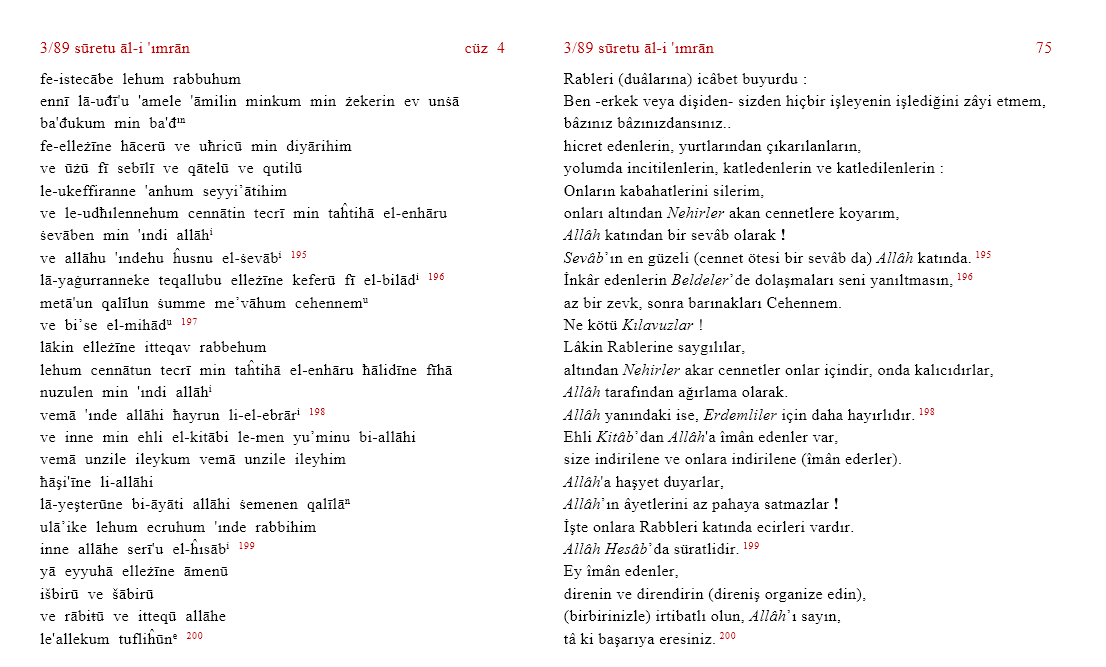 3/89 sūretu āl-i 'ımrān cüz 4
fe-istecābe lehum rabbuhum
ennī lā-uđī'u 'amele 'āmilin minkum min żekerin ev unśā
ba'đukum min ba'đⁱⁿ
fe-elleżīne hācerū ve uħricū min diyārihim
ve ūżū fī sebīlī ve qātelū ve qutilū
le-ukeffiranne 'anhum seyyi’ātihim
ve le-udħılennehum cennātin tecrī min taĥtihā el-enhāru
śevāben min 'ındi allāhⁱ
ve allāhu 'ındehu ĥusnu el-śevābⁱ 195
lā-yaġurranneke teqallubu elleżīne keferū fī el-bilādⁱ 196
metā'un qalīlun śumme me’vāhum cehennemᵘ
ve bi’se el-mihādᵘ 197
lākin elleżīne itteqav rabbehum
lehum cennātun tecrī min taĥtihā el-enhāru ħālidīne fīhā
nuzulen min 'ındi allāhⁱ
vemā 'ınde allāhi ħayrun li-el-ebrārⁱ 198
ve inne min ehli el-kitābi le-men yu’minu bi-allāhi
vemā unzile ileykum vemā unzile ileyhim
ħāşi'īne li-allāhi
lā-yeşterūne bi-āyāti allāhi śemenen qalīlāⁿ
ulā’ike lehum ecruhum 'ınde rabbihim
inne allāhe serī'u el-ĥısābⁱ 199
yā eyyuhā elleżīne āmenū
išbirū ve šābirū
ve rābiŧū ve itteqū allāhe
le'allekum tufliĥūnᵉ 200
3/89 sūretu āl-i 'ımrān 75
Rableri (duâlarına) icâbet buyurdu :
Ben -erkek veya dişiden- sizden hiçbir işleyenin işlediğini zâyi etmem,
bâzınız bâzınızdansınız..
hicret edenlerin, yurtlarından çıkarılanların,
yolumda incitilenlerin, katledenlerin ve katledilenlerin :
Onların kabahatlerini silerim,
onları altından Nehirler akan cennetlere koyarım,
Allâh katından bir sevâb olarak !
Sevâb’ın en güzeli (cennet ötesi bir sevâb da) Allâh katında. 195
İnkâr edenlerin Beldeler’de dolaşmaları seni yanıltmasın, 196
az bir zevk, sonra barınakları Cehennem.
Ne kötü Kılavuzlar !
Lâkin Rablerine saygılılar,
altından Nehirler akar cennetler onlar içindir, onda kalıcıdırlar,
Allâh tarafından ağırlama olarak.
Allâh yanındaki ise, Erdemliler için daha hayırlıdır. 198
Ehli Kitâb’dan Allâh'a îmân edenler var,
size indirilene ve onlara indirilene (îmân ederler).
Allâh'a haşyet duyarlar,
Allâh’ın âyetlerini az pahaya satmazlar !
İşte onlara Rabbleri katında ecirleri vardır.
Allâh Hesâb’da süratlidir. 199
Ey îmân edenler,
direnin ve direndirin (direniş organize edin),
(birbirinizle) irtibatlı olun, Allâh’ı sayın,
tâ ki başarıya eresiniz. 200